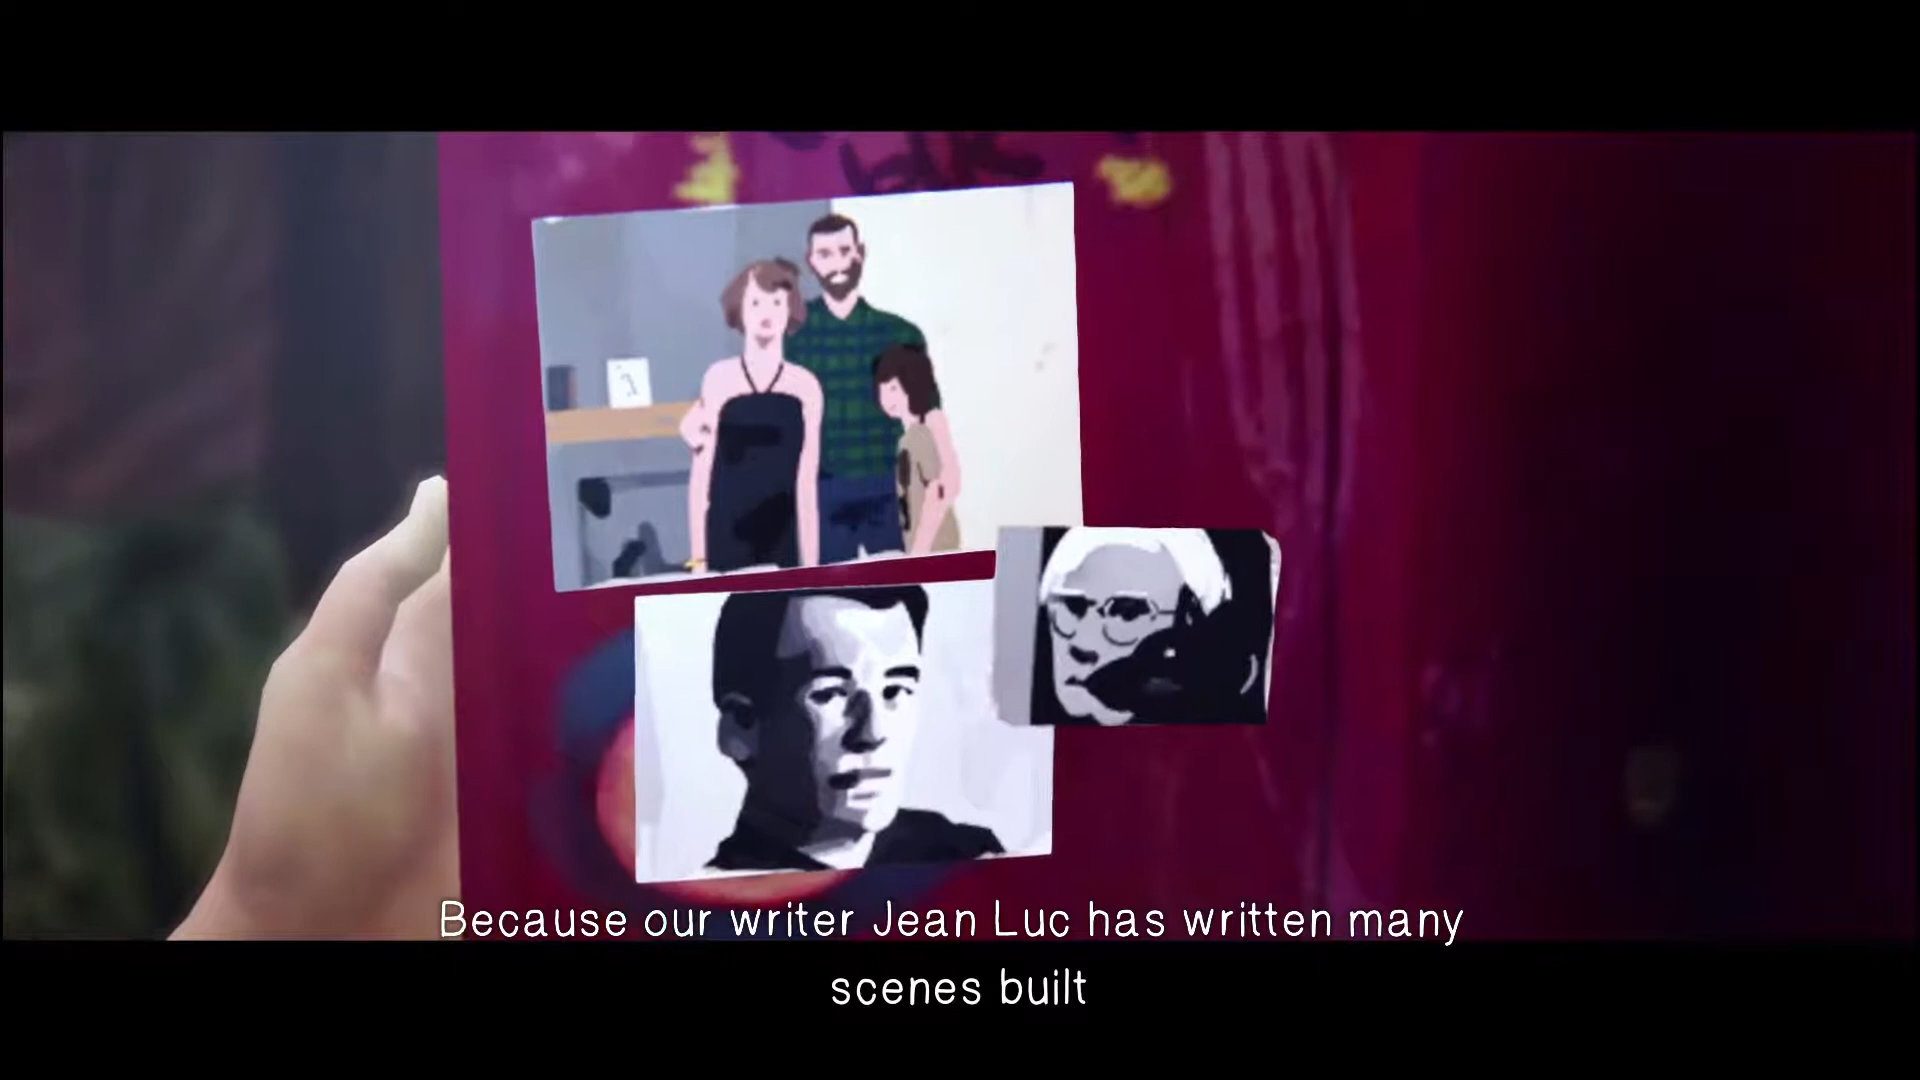 Because our writer Jean Luc has written many
scenes built